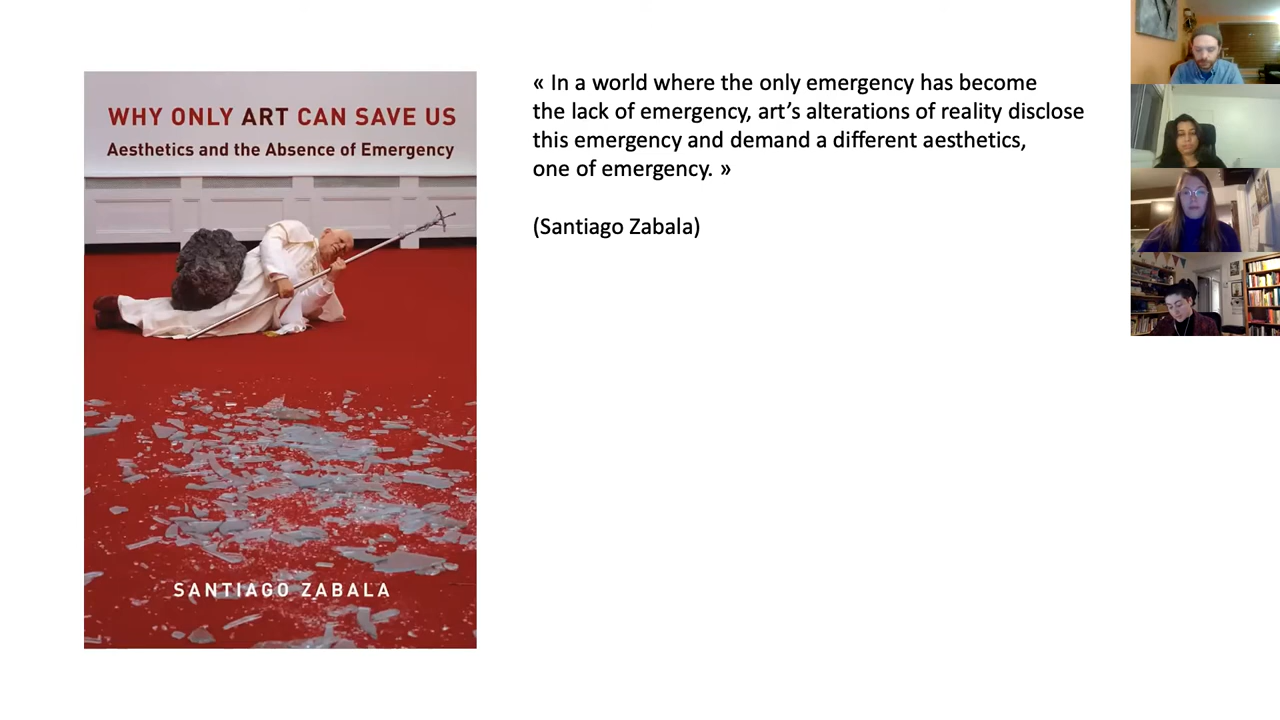 WHY ONLY ART CAN SAVE US
Aesthetics and the Absence of Emergency
SANTIAGO ZABALA
« In a world where the only emergency has become
the lack of emergency, art’s alterations of reality disclose
this emergency and demand a different aesthetics,
one of emergency. »
(Santiago Zabala)